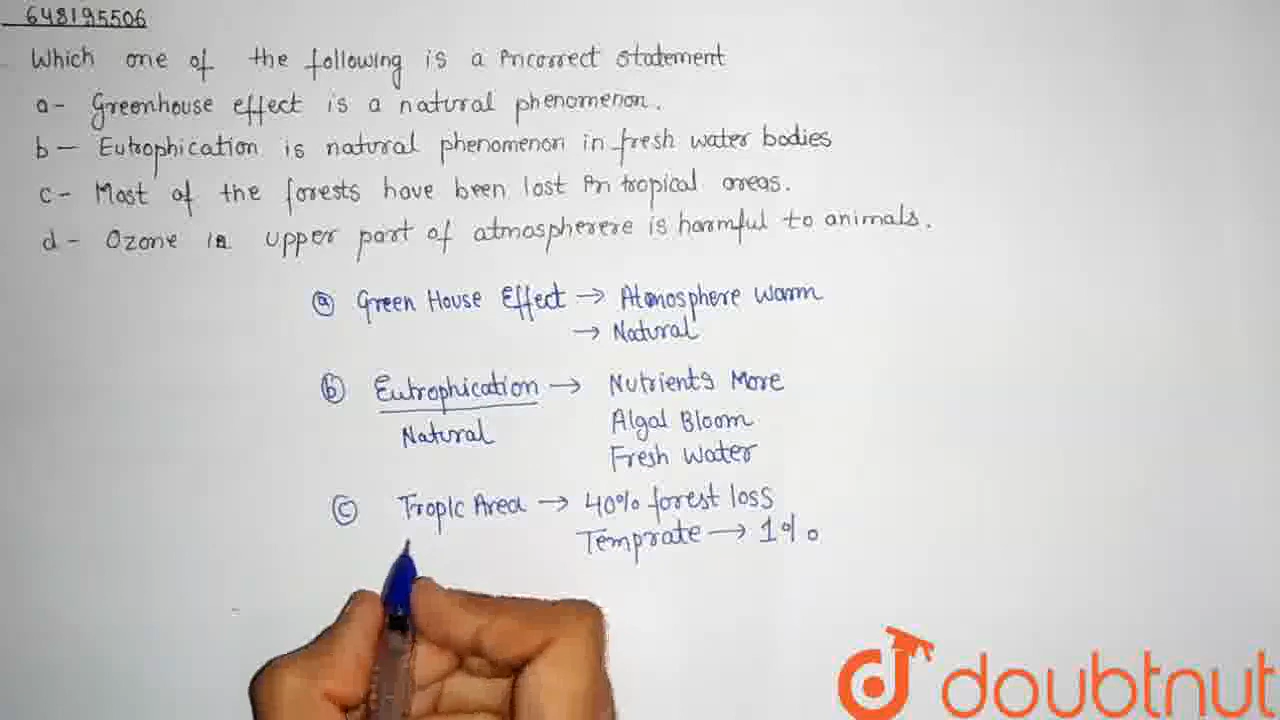 648195506
Which one of the following is a incorrect statement
a- Greenhouse effect is a natural phenomenon.
b- Eutrophication is natural phenomenon in fresh water bodies
c- Most of the forests have been lost in tropical areas.
d- Ozone in upper part of atmospherere is harmful to animals.
ⓐ Green House Effect → Atmosphere Warm
→ Natural
ⓑ Eutrophication → Nutrients More
Natural Algal Bloom
Fresh Water
ⓒ Tropic Area → 40% forest loss
Temprate → 1%
doubtnut